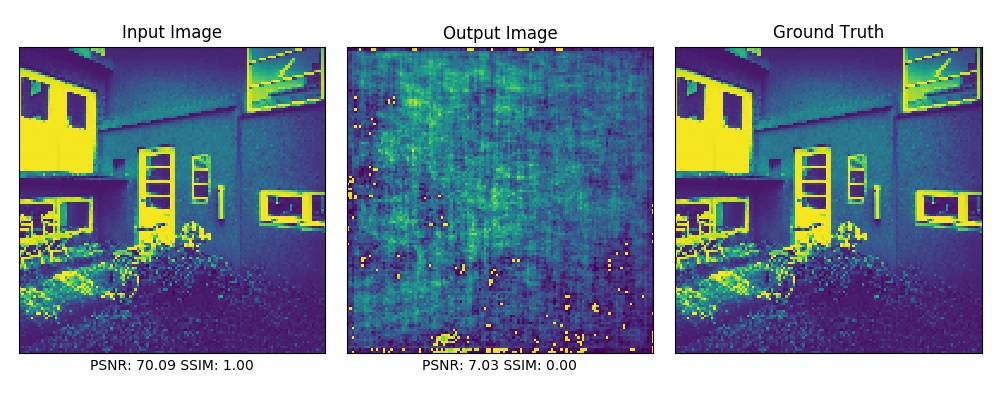 Input Image
Output Image
Ground Truth
PSNR: 70.09 SSIM: 1.00
PSNR: 7.03 SSIM: 0.00